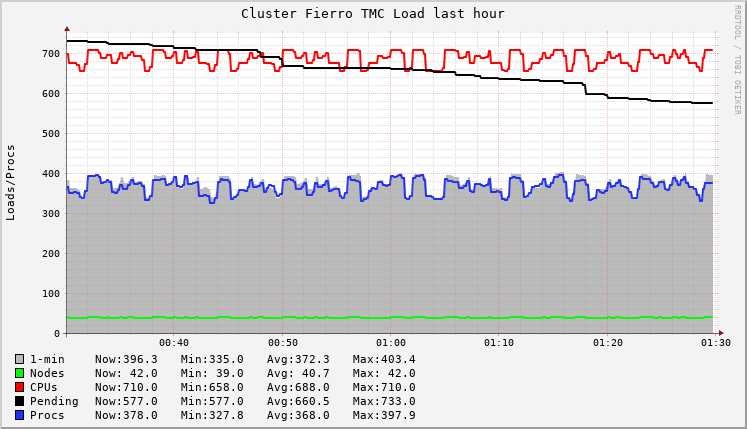 Cluster Fierro TMC Load last hour
RRDTOOL / TOBI OETIKER
Loads/Procs
700
600
500
400
300
200
100
0
00:40 00:50 01:00 01:10 01:20 01:30
1-min Now:396.3 Min:335.0 Avg:372.3 Max:403.4
Nodes Now: 42.0 Min: 39.0 Avg: 40.7 Max: 42.0
CPUs Now:710.0 Min:658.0 Avg:688.0 Max:710.0
Pending Now:577.0 Min:577.0 Avg:660.5 Max:733.0
Procs Now:378.0 Min:327.8 Avg:368.0 Max:397.9